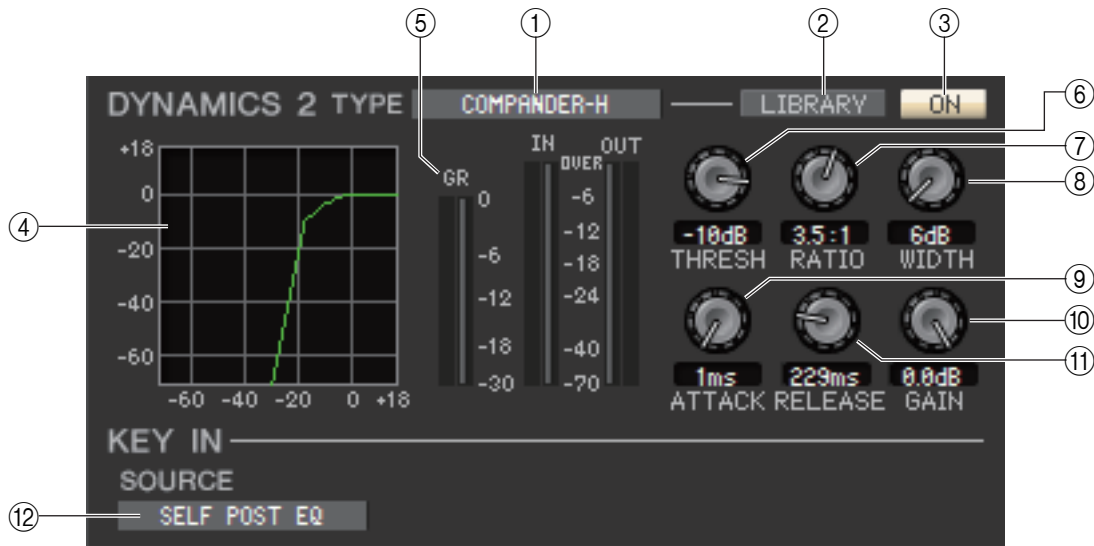 ⑤ ① ② ③
DYNAMICS 2 TYPE COMPANDER-H LIBRARY ON
⑥
+18 IN OUT
OVER
⑦
GR
0 0 -6
⑧
④
-12 -10dB 3.5:1 6dB
-20 -6 -18 THRESH RATIO WIDTH
⑨
-40 -12 -24
⑩
-60 -18 -40
⑪
-30 -70 1ms 229ms 0.0dB
-60 -40 -20 0 +18 ATTACK RELEASE GAIN
KEY IN
SOURCE
⑫ SELF POST EQ